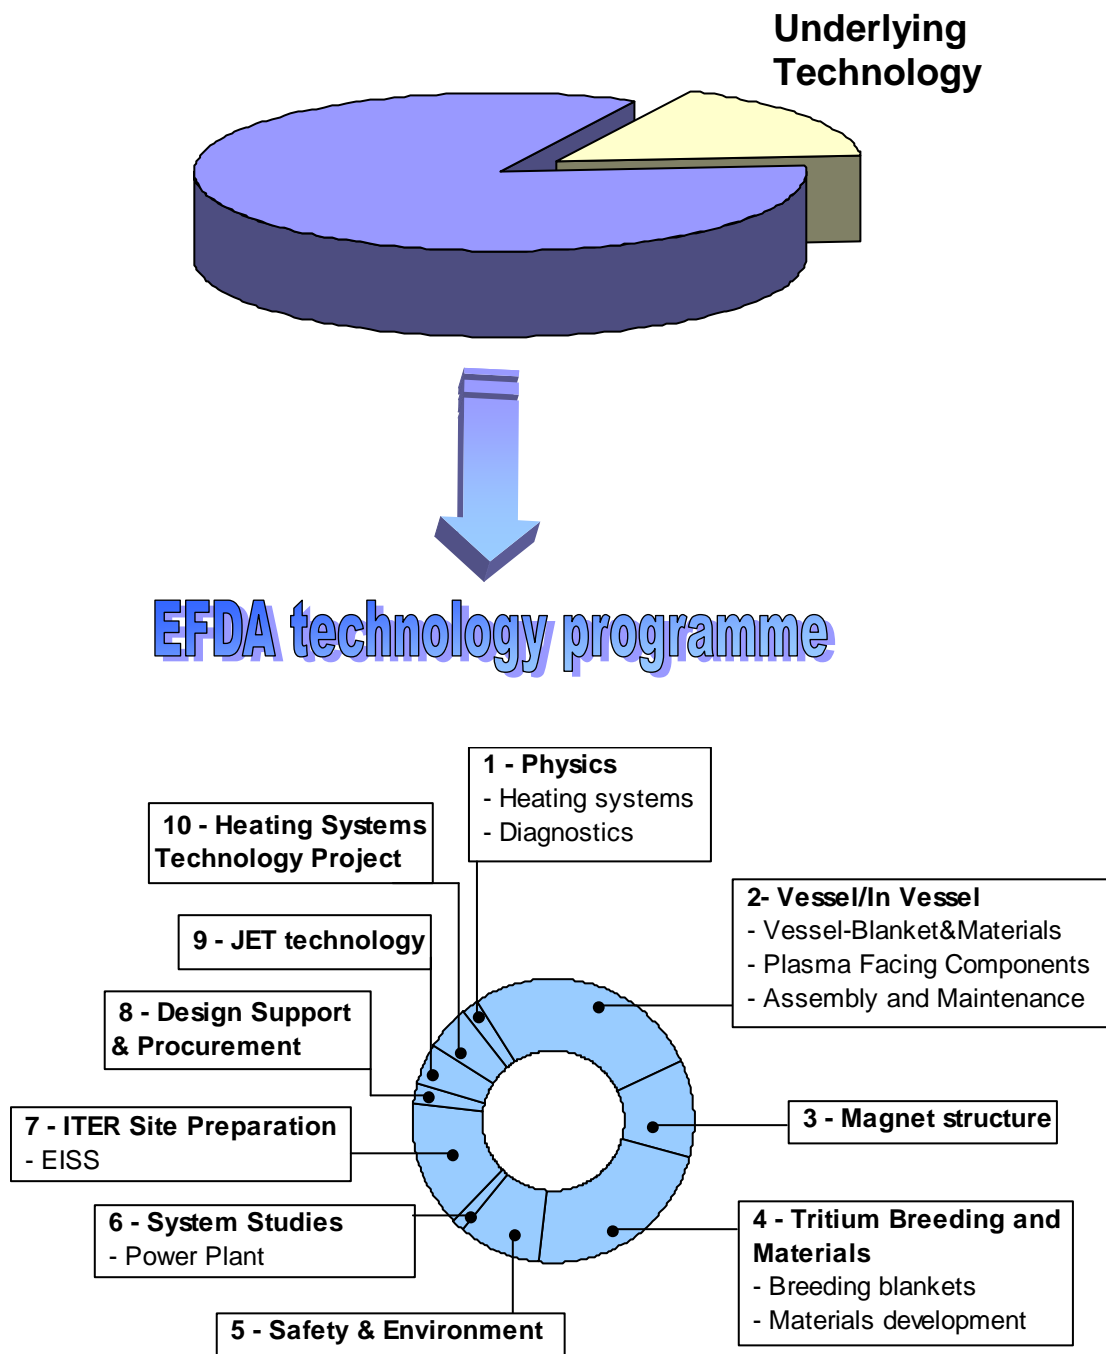 Underlying
Technology
EFDA technology programme
1 - Physics
- Heating systems
- Diagnostics
10 - Heating Systems
Technology Project
2- Vessel/In Vessel
- Vessel-Blanket&Materials
- Plasma Facing Components
- Assembly and Maintenance
9 - JET technology
8 - Design Support
& Procurement
3 - Magnet structure
7 - ITER Site Preparation
- EISS
4 - Tritium Breeding and
Materials
- Breeding blankets
- Materials development
6 - System Studies
- Power Plant
5 - Safety & Environment